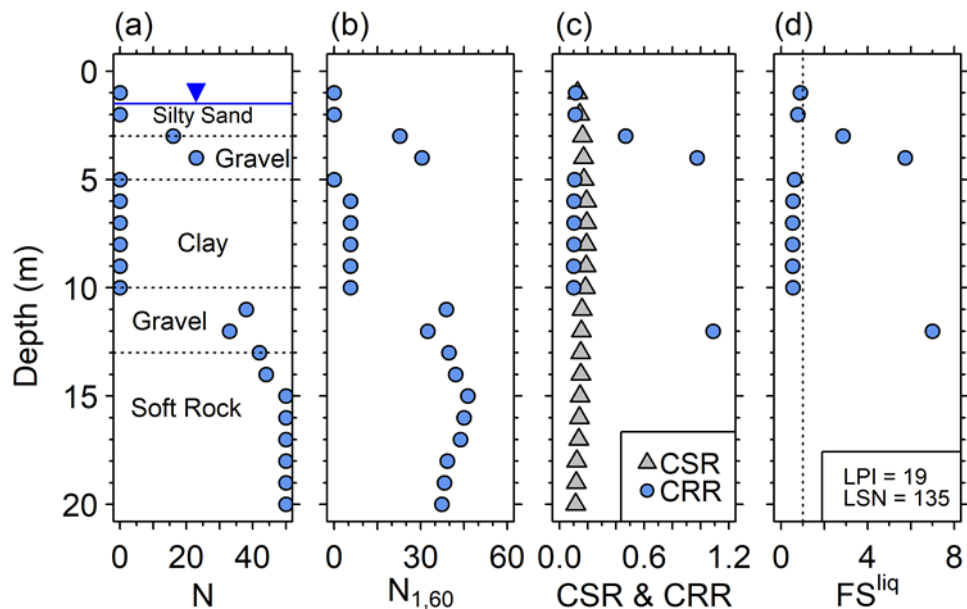 (a) (b) (c) (d)
0
5
10
15
20
Depth (m)
Silty Sand
Gravel
Clay
Gravel
Soft Rock
0 20 40
N
0 30 60
N1,60
CSR
CRR
0.0 0.6 1.2
CSR & CRR
LPI = 19
LSN = 135
0 4 8
FSliq